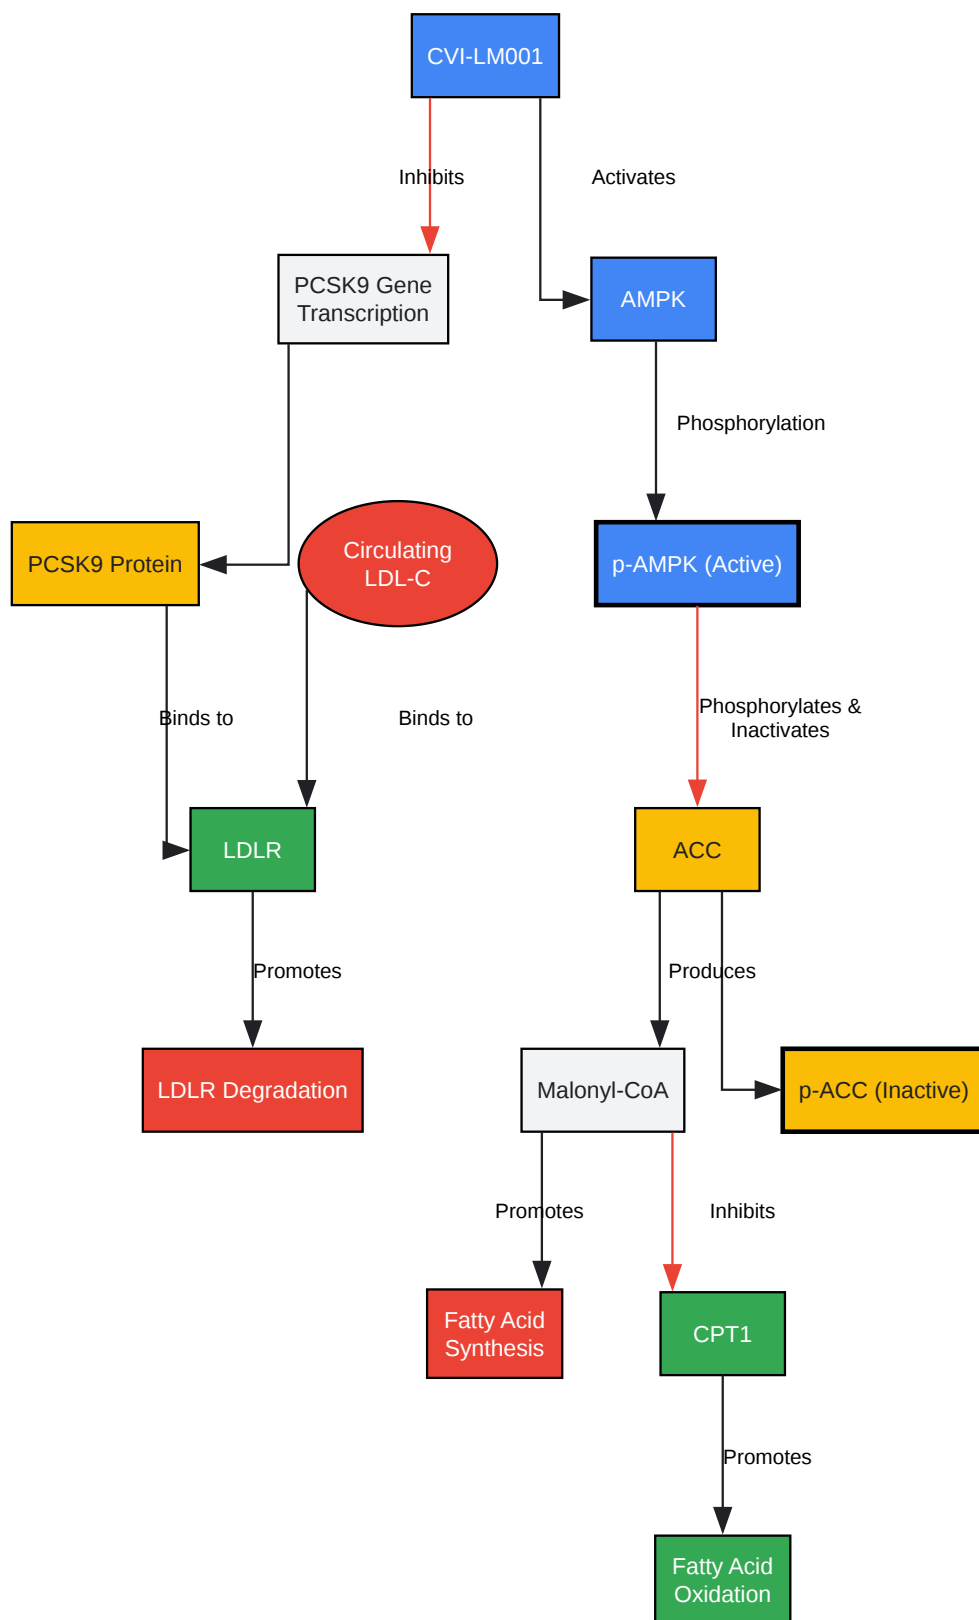 CVI-LM001
Inhibits
Activates
PCSK9 Gene
Transcription
AMPK
Phosphorylation
PCSK9 Protein
Circulating
LDL-C
p-AMPK (Active)
Binds to
Binds to
Phosphorylates &
Inactivates
LDLR
ACC
Promotes
Produces
LDLR Degradation
Malonyl-CoA
p-ACC (Inactive)
Promotes
Inhibits
Fatty Acid
Synthesis
CPT1
Promotes
Fatty Acid
Oxidation